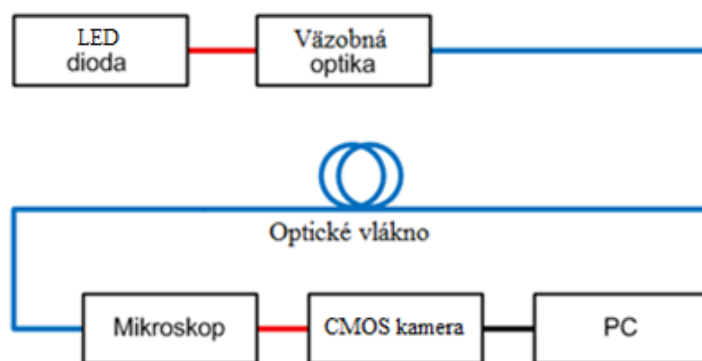 LED
dioda
Väzobná
optika
Optické vlákno
Mikroskop
CMOS kamera
PC